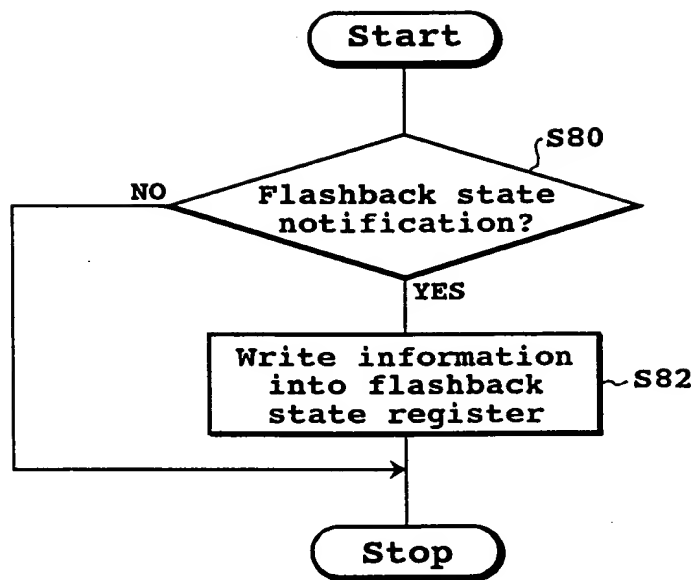 Start
S80
NO
Flashback state
notification?
YES
Write information
into flashback
state register
S82
Stop